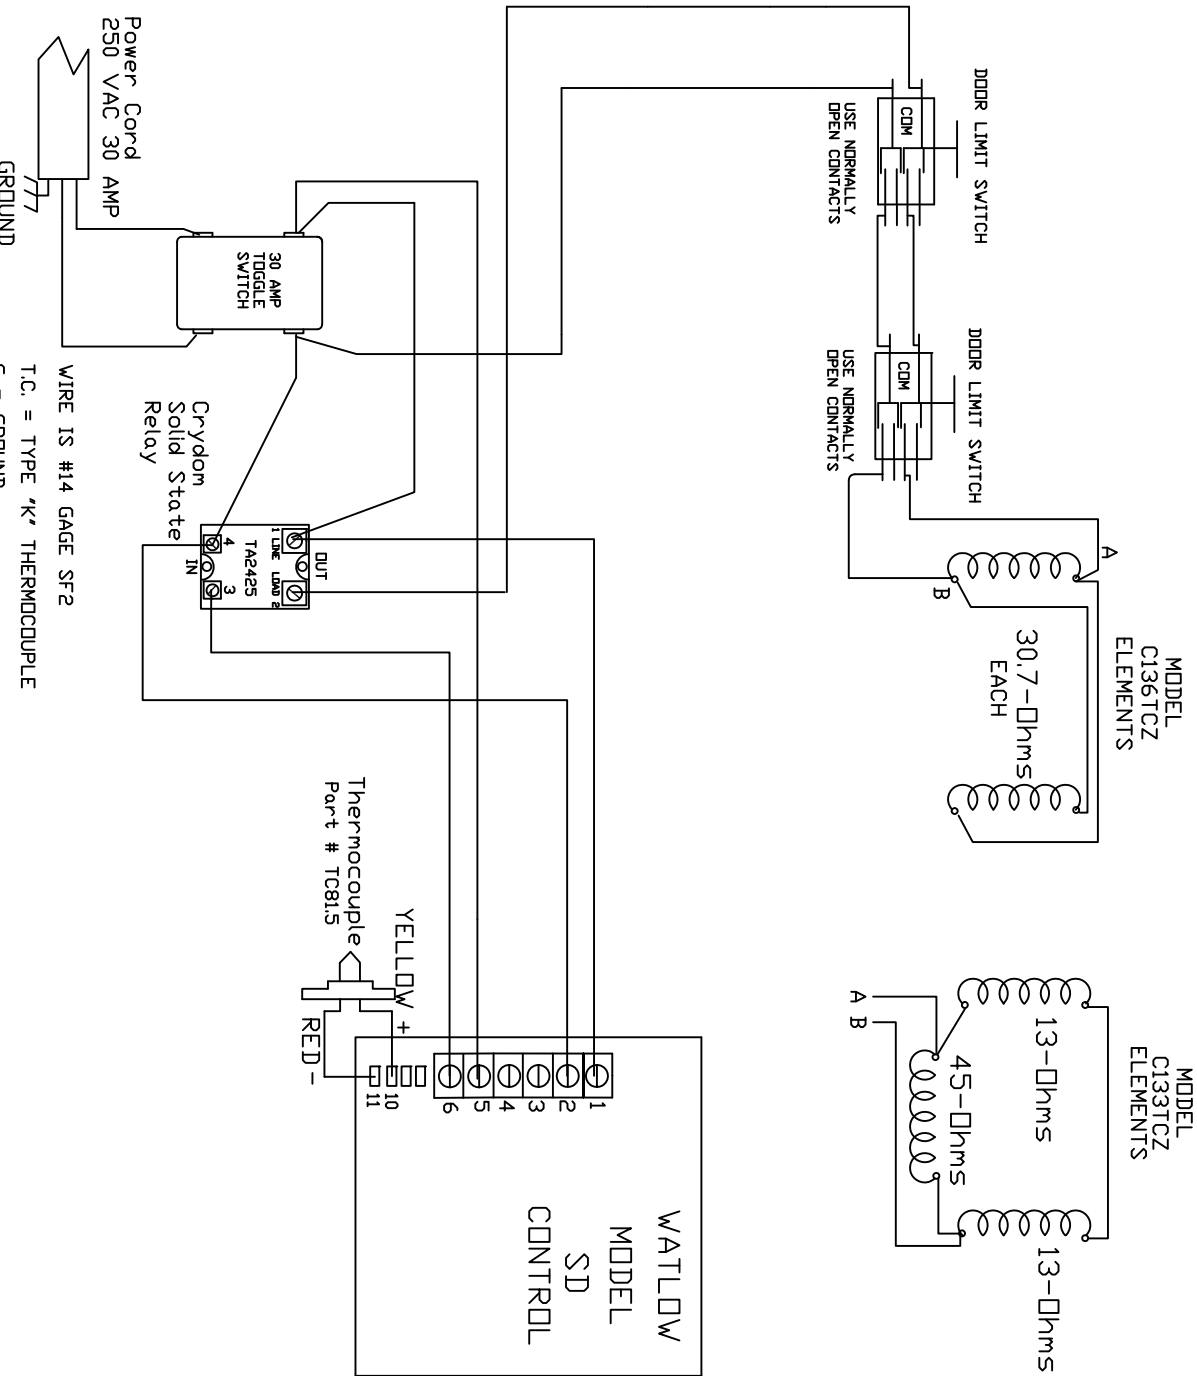 DOOR LIMIT SWITCH
COM
USE NORMALLY
OPEN CONTACTS
DOOR LIMIT SWITCH
COM
USE NORMALLY
OPEN CONTACTS
A
B
MODEL
C136TCZ
ELEMENTS
30.7-Ohms
EACH
MODEL
C133TCZ
ELEMENTS
13-Ohms
45-Ohms
13-Ohms
A
B
Power Cord
250 VAC 30 AMP
GROUND
30 AMP
TOGGLE
SWITCH
Crydom
Solid State
Relay
OUT
1 LINE LOAD 2
TA2425
4 3
IN
WIRE IS #14 GAGE SF2
T.C. = TYPE "K" THERMOCOUPLE
Thermocouple
Part # TC81.5
YELLOW +
RED -
1
2
3
4
5
6
10
11
WATLOW
MODEL
SD
CONTROL